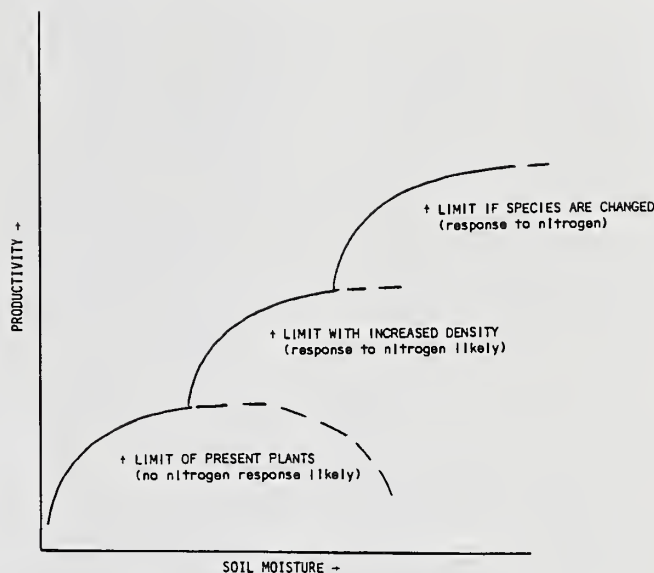 ↑ LIMIT IF SPECIES ARE CHANGED
(response to nitrogen)
PRODUCTIVITY →
↑ LIMIT WITH INCREASED DENSITY
(response to nitrogen likely)
↑ LIMIT OF PRESENT PLANTS
(no nitrogen response likely)
SOIL MOISTURE →